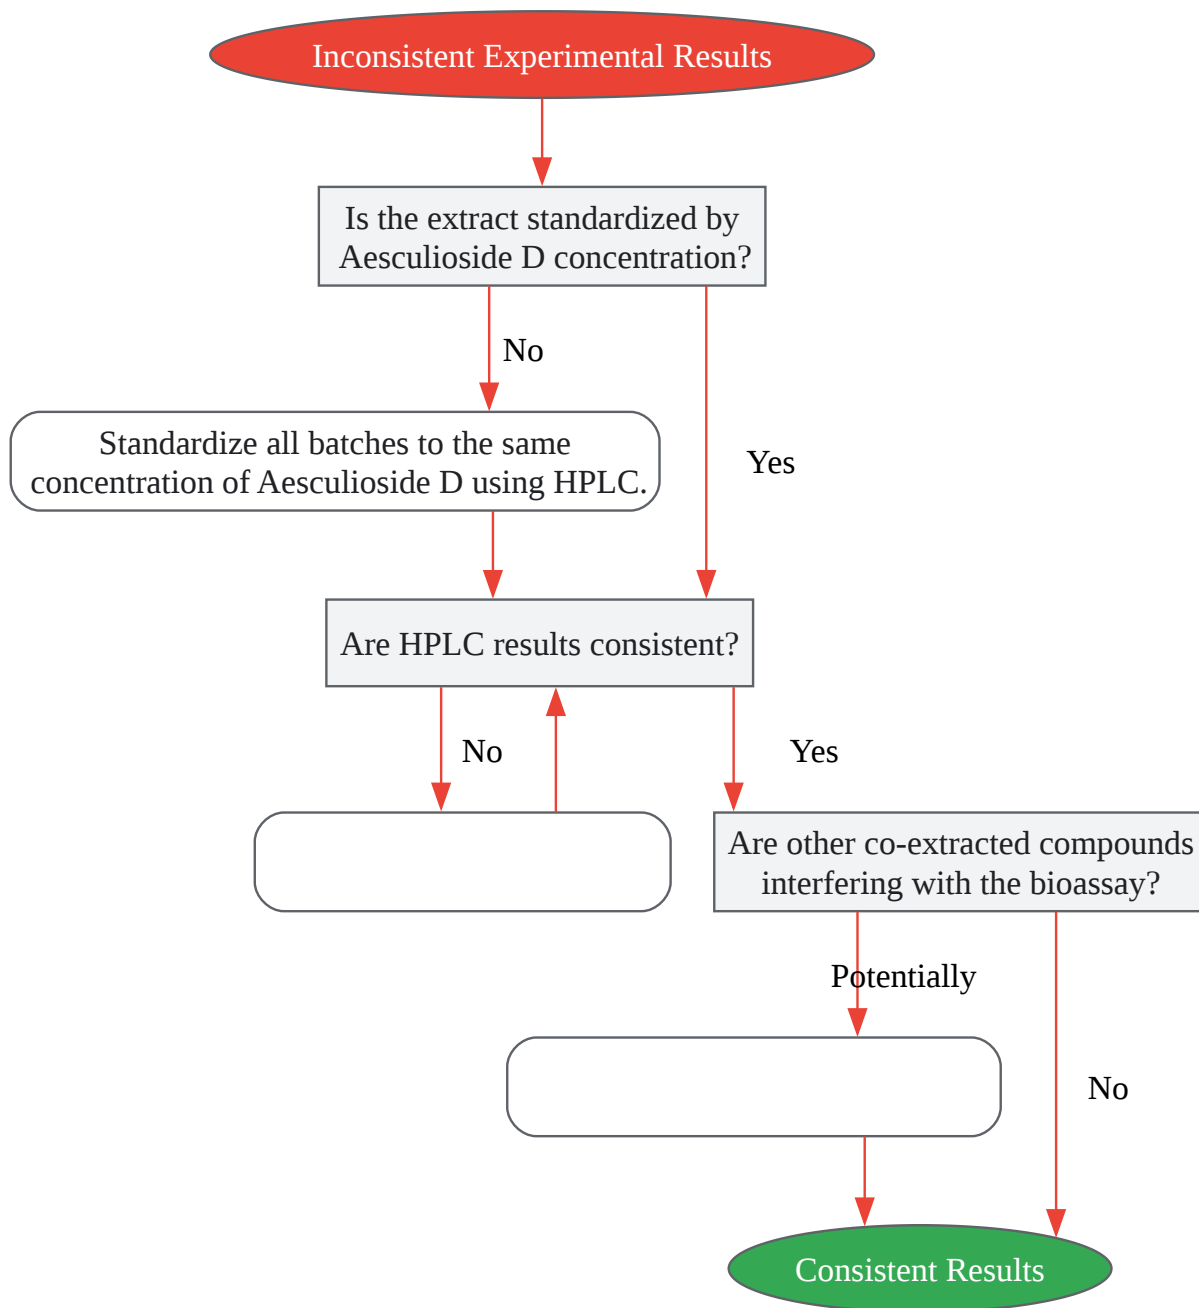 Inconsistent Experimental Results
Is the extract standardized by
Aesculioside D concentration?
No
Standardize all batches to the same
concentration of Aesculioside D using HPLC.
Yes
Are HPLC results consistent?
No
Yes
Are other co-extracted compounds
interfering with the bioassay?
Potentially
No
Consistent Results